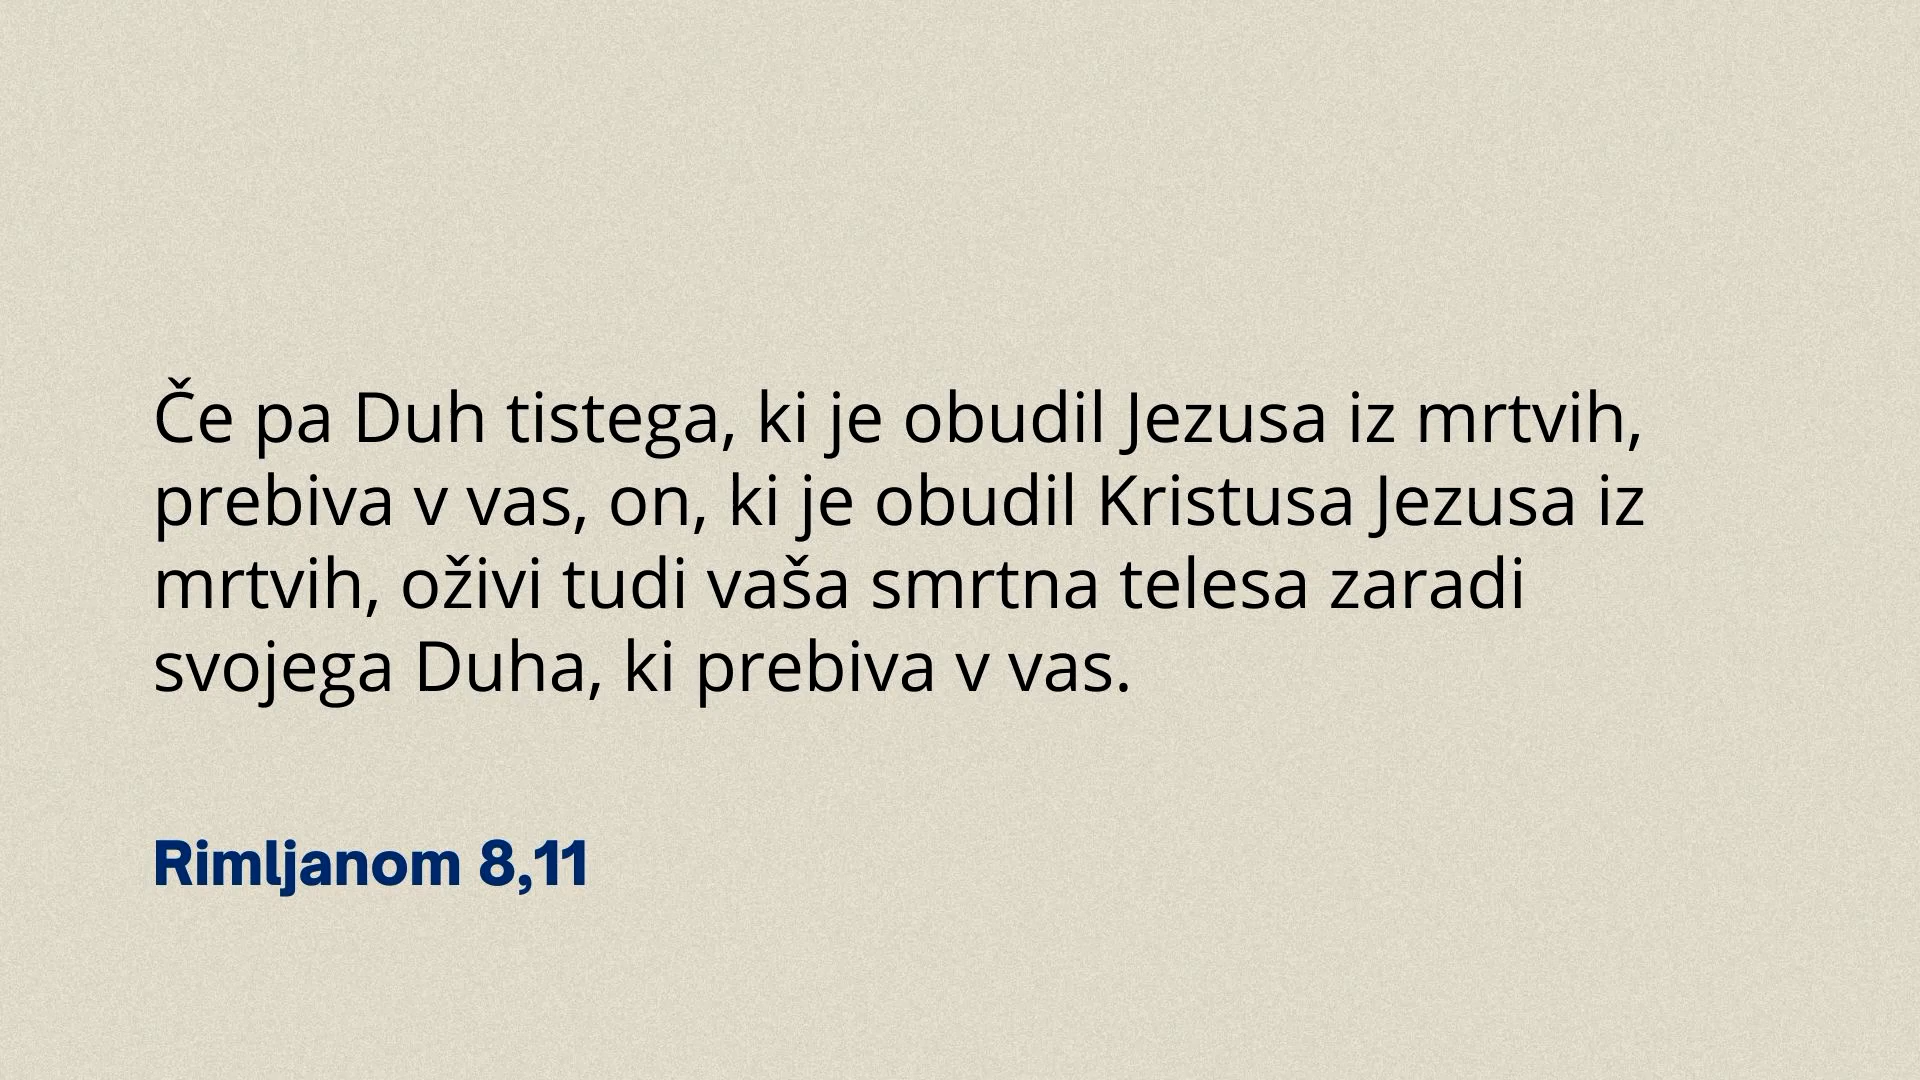 Če pa Duh tistega, ki je obudil Jezusa iz mrtvih,
prebiva v vas, on, ki je obudil Kristusa Jezusa iz
mrtvih, oživi tudi vaša smrtna telesa zaradi
svojega Duha, ki prebiva v vas.
Rimljanom 8,11